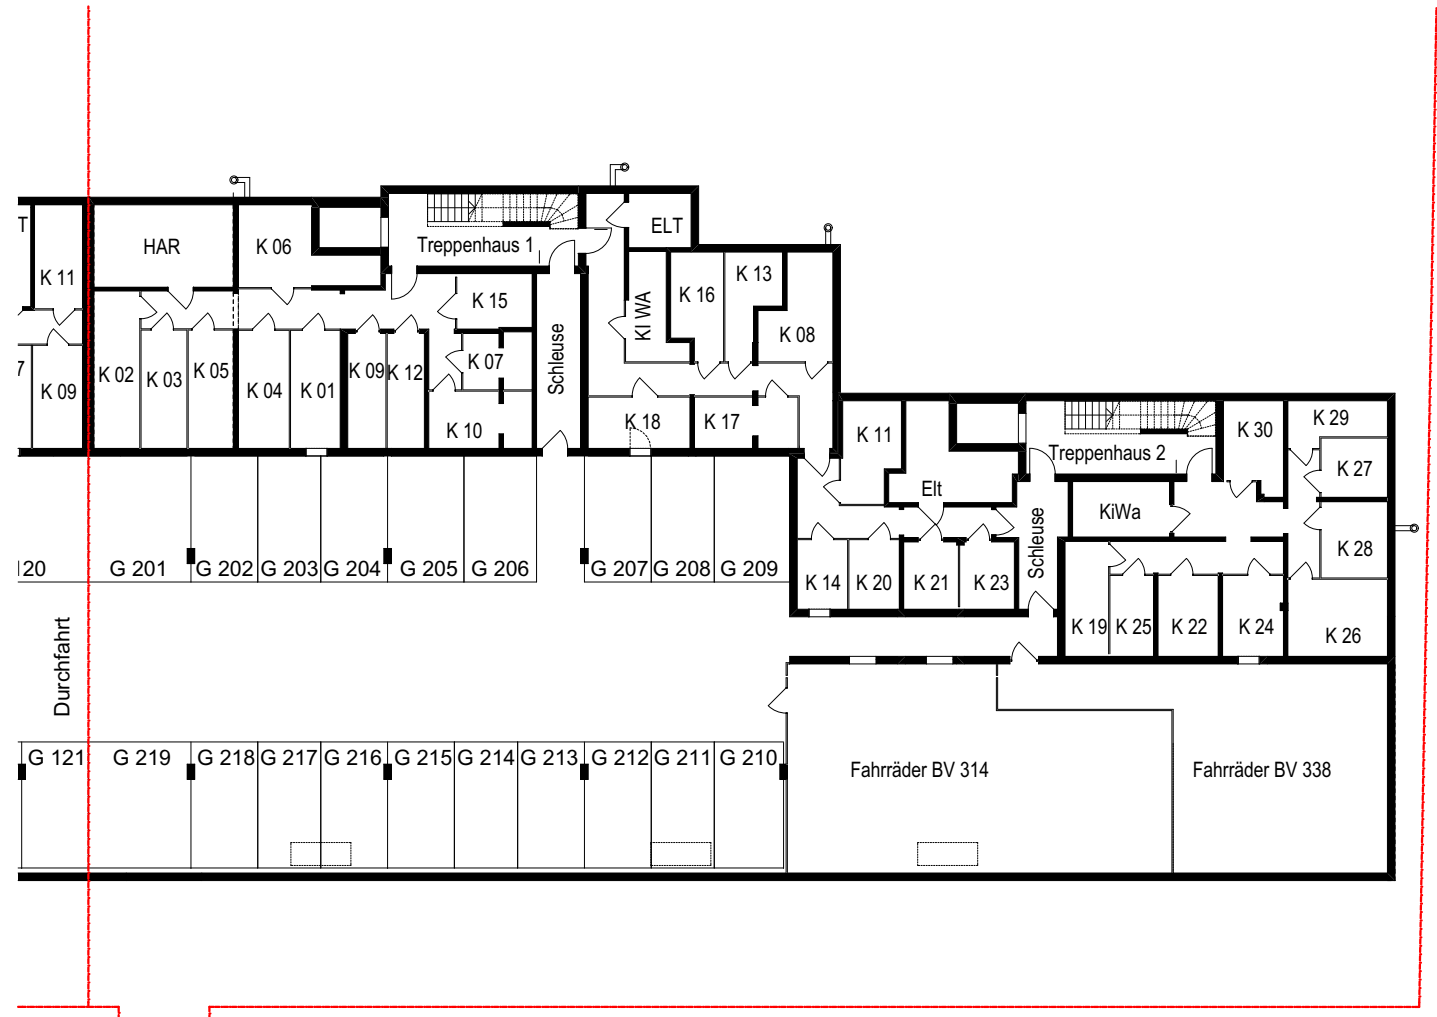 T
HAR
K 06
Treppenhaus 1
ELT
K 11
K 15
KI WA
K 16
K 13
K 08
K 02
K 03
K 05
K 04
K 01
K 09
K 12
K 07
Schleuse
7
K 09
K 10
K 18
K 17
K 11
Elt
Treppenhaus 2
K 30
K 29
K 27
KiWa
Schleuse
K 28
120
G 201
G 202
G 203
G 204
G 205
G 206
G 207
G 208
G 209
K 14
K 20
K 21
K 23
K 19
K 25
K 22
K 24
K 26
Durchfahrt
G 121
G 219
G 218
G 217
G 216
G 215
G 214
G 213
G 212
G 211
G 210
Fahrräder BV 314
Fahrräder BV 338